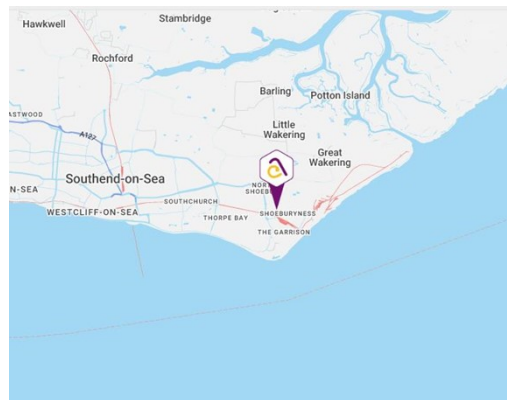 Hawkwell
Stambridge
Rochford
Barling
Potton Island
Little
Wakering
Great
Wakering
ASTWOOD
A127
Southend-on-Sea
N-SEA
WESTCLIFF-ON-SEA
SOUTHCHURCH
THORPE BAY
SHOEBURYNESS
THE GARRISON